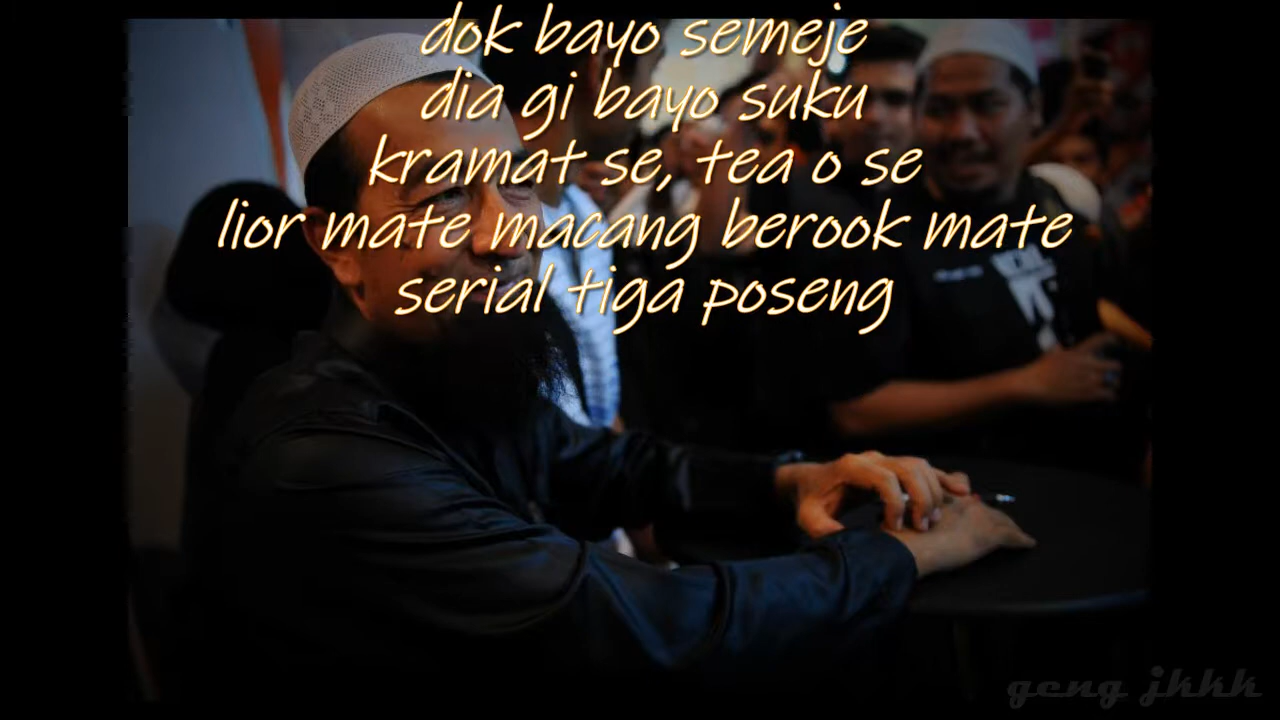 dok bayo semeje
dia gi bayo suku
kramat se, tea o se
lior mate macang berook mate
serial tiga poseng
geng jkkk